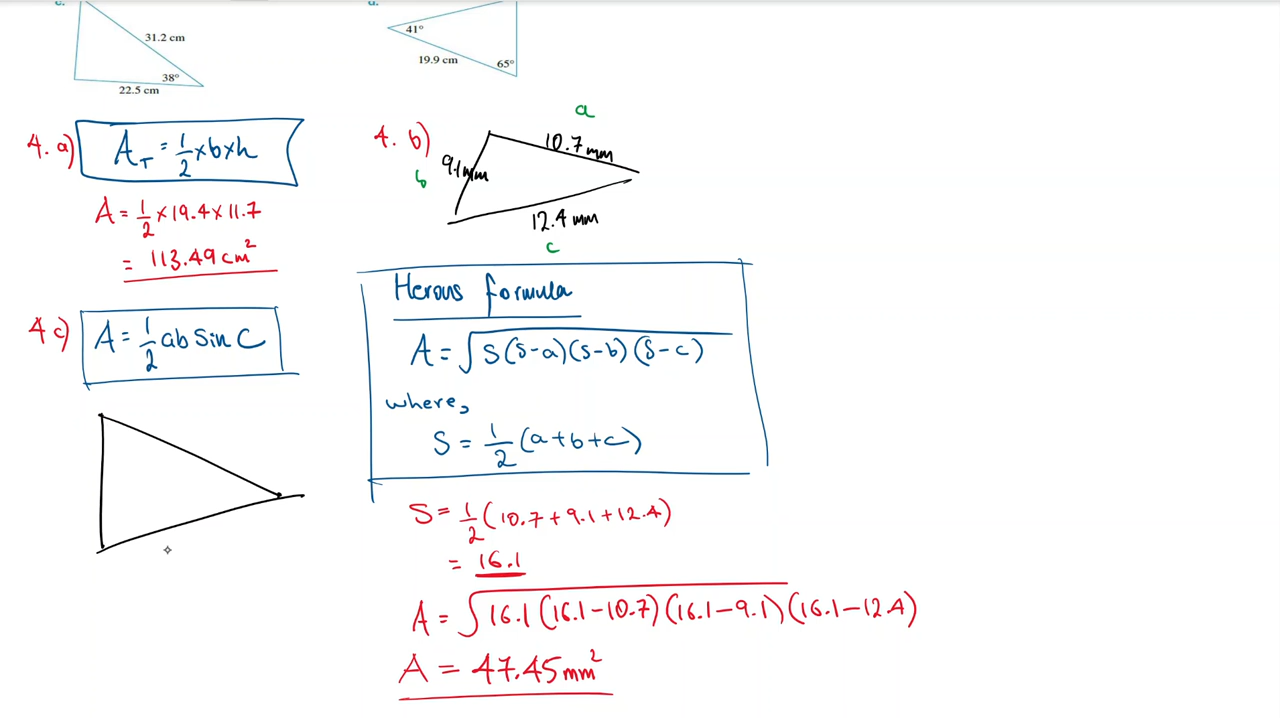 c.
31.2 cm
38°
22.5 cm
d.
41°
19.9 cm
65°
4. a) A_T = 1/2 × b × h
A = 1/2 × 19.4 × 11.7
= 113.49 cm²
4. b)
a
10.7 mm
9.1 mm
b
12.4 mm
c
Herons formula
A = √S(S-a)(S-b)(S-c)
where,
S = 1/2 (a+b+c)
S = 1/2 (10.7 + 9.1 + 12.4)
= 16.1
A = √16.1(16.1-10.7)(16.1-9.1)(16.1-12.4)
A = 47.45 mm²
4 c) A = 1/2 ab Sin C